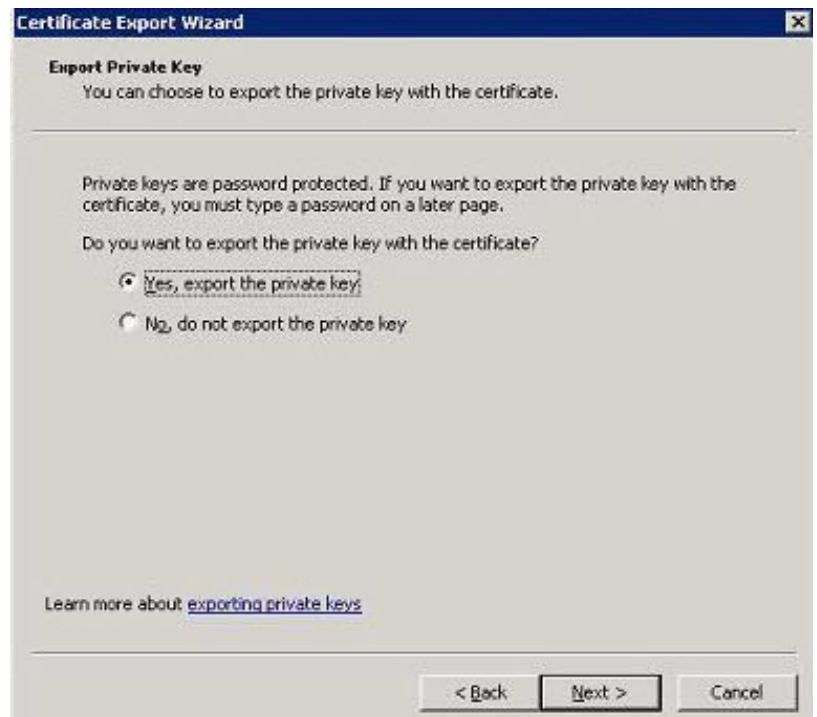 Certificate Export Wizard
Export Private Key
You can choose to export the private key with the certificate.
Private keys are password protected. If you want to export the private key with the
certificate, you must type a password on a later page.
Do you want to export the private key with the certificate?
Yes, export the private key
No, do not export the private key
Learn more about exporting private keys
< Back Next > Cancel